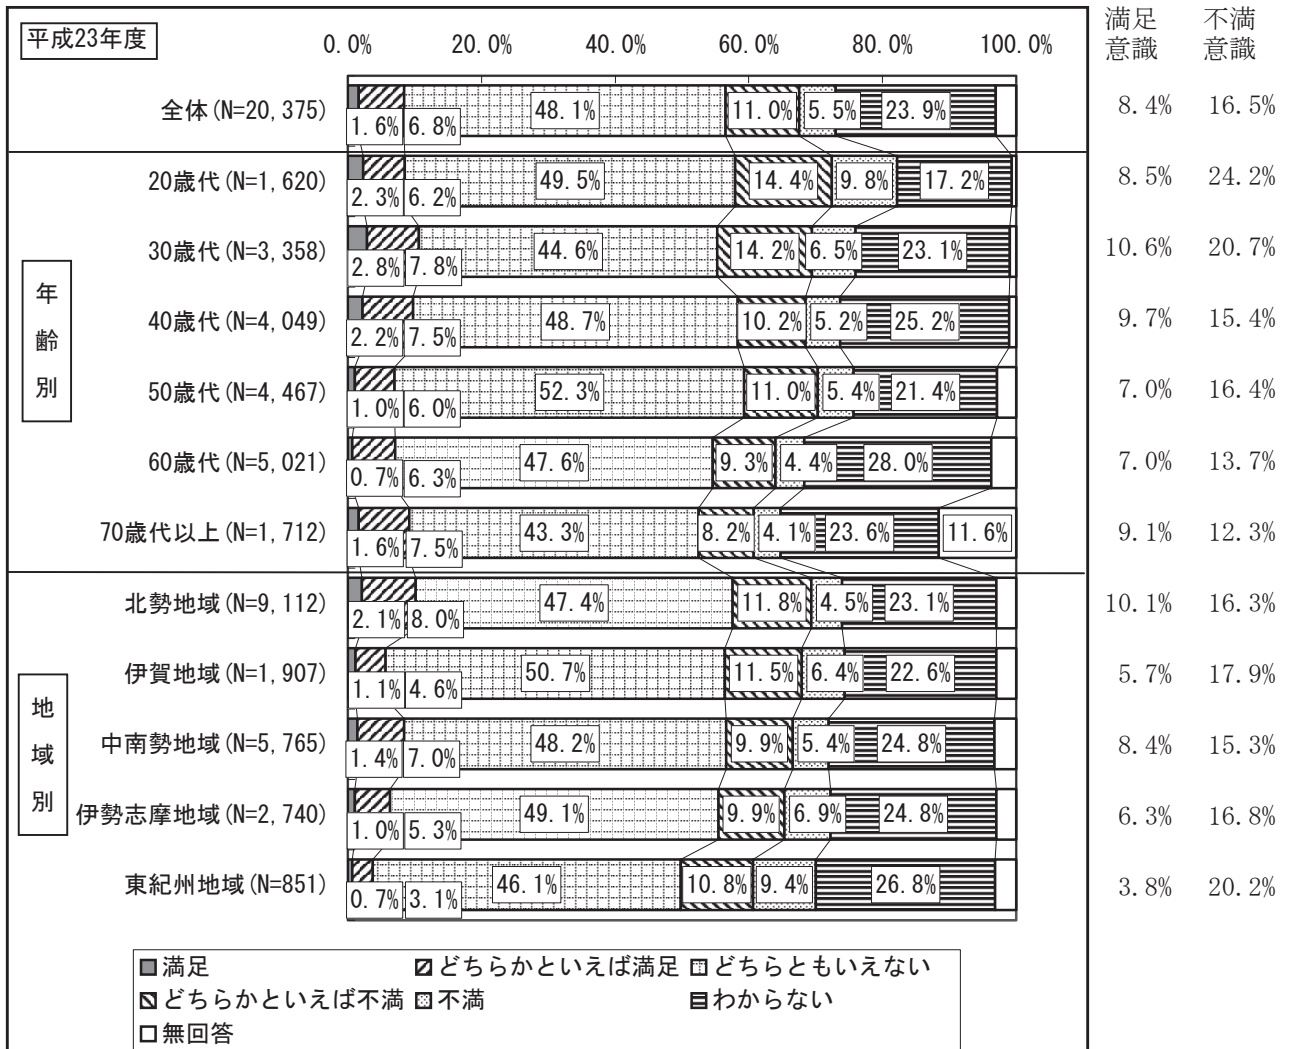 平成23年度
0.0% 20.0% 40.0% 60.0% 80.0% 100.0%
満足意識 不満意識
全体(N=20,375) 1.6% 6.8% 48.1% 11.0% 5.5% 23.9% 8.4% 16.5%
年齢別
20歳代(N=1,620) 2.3% 6.2% 49.5% 14.4% 9.8% 17.2% 8.5% 24.2%
30歳代(N=3,358) 2.8% 7.8% 44.6% 14.2% 6.5% 23.1% 10.6% 20.7%
40歳代(N=4,049) 2.2% 7.5% 48.7% 10.2% 5.2% 25.2% 9.7% 15.4%
50歳代(N=4,467) 1.0% 6.0% 52.3% 11.0% 5.4% 21.4% 7.0% 16.4%
60歳代(N=5,021) 0.7% 6.3% 47.6% 9.3% 4.4% 28.0% 7.0% 13.7%
70歳代以上(N=1,712) 1.6% 7.5% 43.3% 8.2% 4.1% 23.6% 11.6% 9.1% 12.3%
地域別
北勢地域(N=9,112) 2.1% 8.0% 47.4% 11.8% 4.5% 23.1% 10.1% 16.3%
伊賀地域(N=1,907) 1.1% 4.6% 50.7% 11.5% 6.4% 22.6% 5.7% 17.9%
中南勢地域(N=5,765) 1.4% 7.0% 48.2% 9.9% 5.4% 24.8% 8.4% 15.3%
伊勢志摩地域(N=2,740) 1.0% 5.3% 49.1% 9.9% 6.9% 24.8% 6.3% 16.8%
東紀州地域(N=851) 0.7% 3.1% 46.1% 10.8% 9.4% 26.8% 3.8% 20.2%
満足 どちらかといえば満足 どちらともいえない
どちらかといえば不満 不満 わからない
無回答